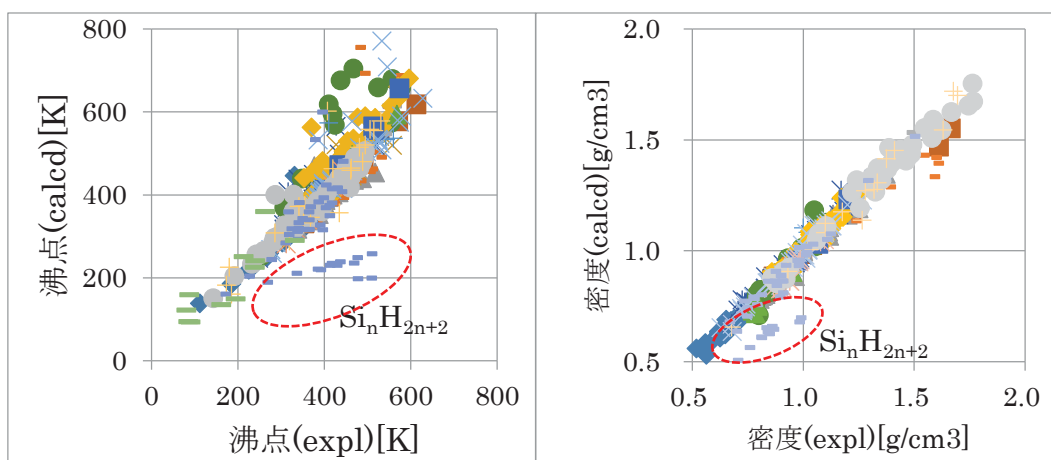 800
600
400
200
0
0 200 400 600 800
沸点(calcd)[K]
沸点(expl)[K]
SinH2n+2
2.0
1.5
1.0
0.5
0.5 1.0 1.5 2.0
密度(calcd)[g/cm3]
密度(expl)[g/cm3]
SinH2n+2